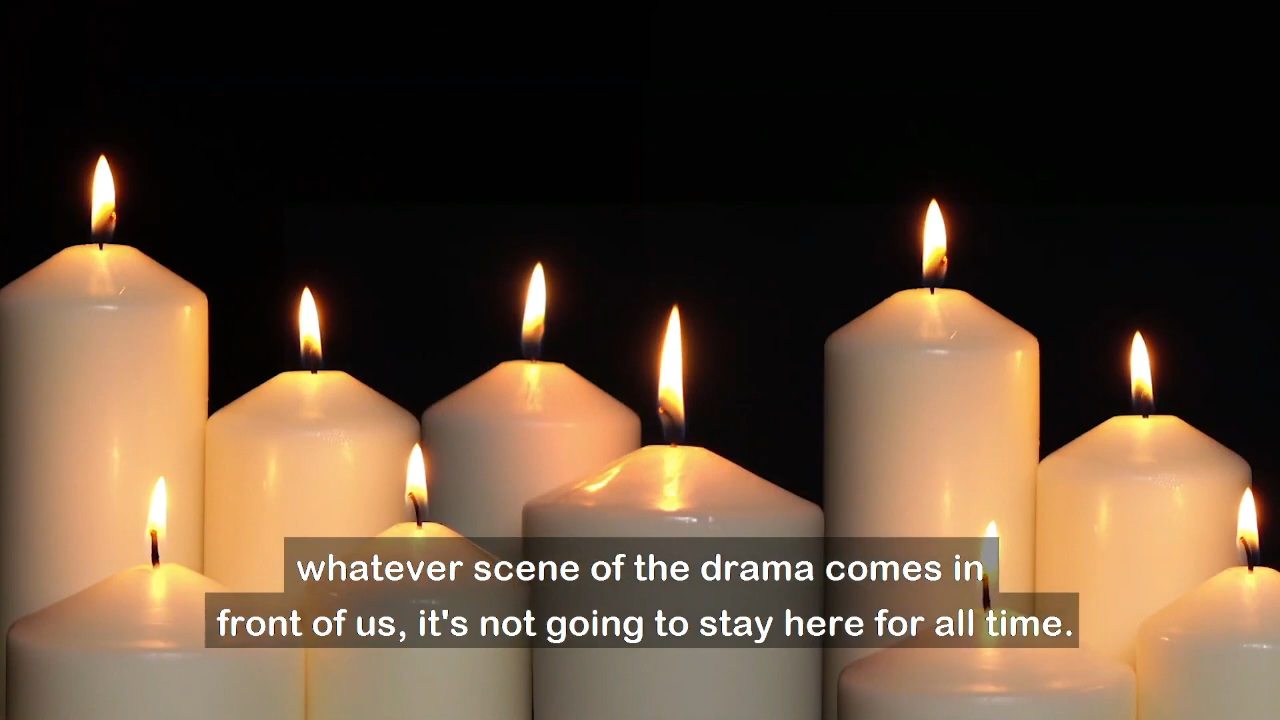 whatever scene of the drama comes in
front of us, it's not going to stay here for all time.